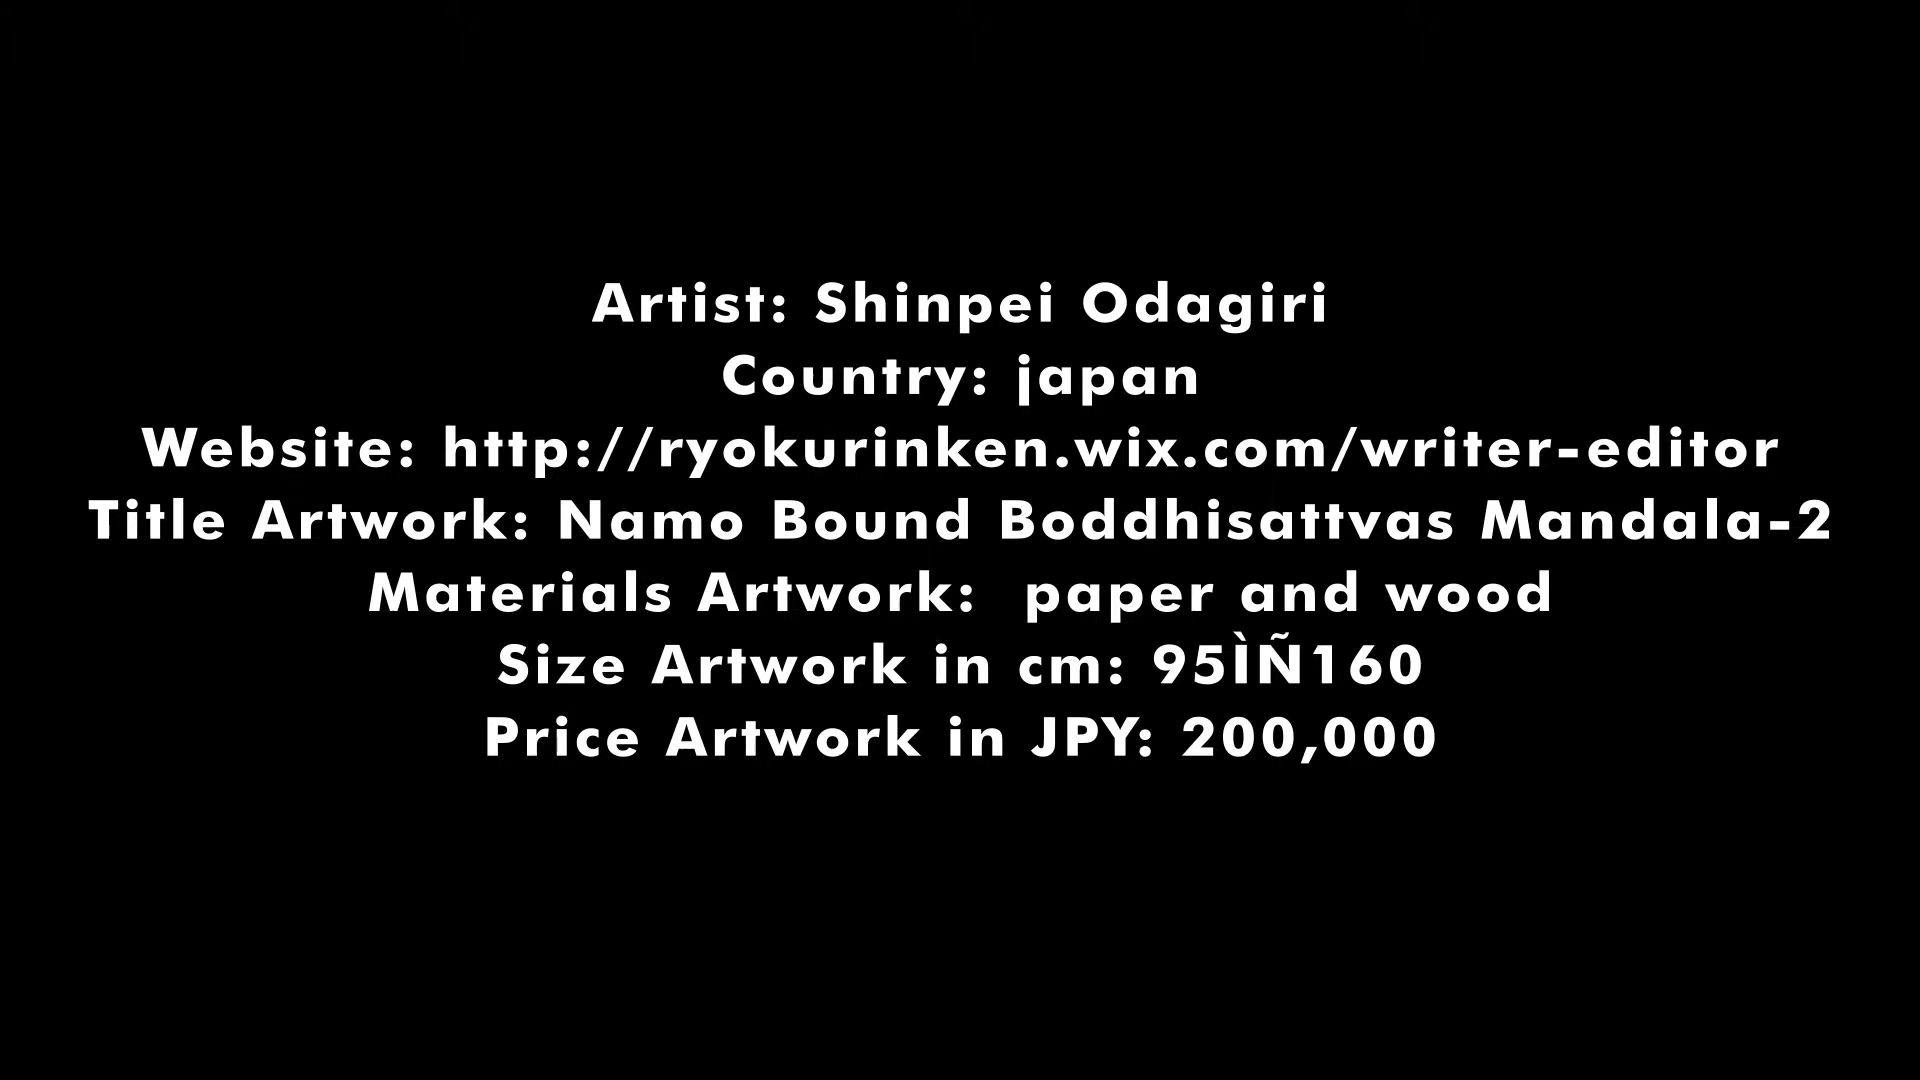 Artist: Shinpei Odagiri
Country: japan
Website: http://ryokurinken.wix.com/writer-editor
Title Artwork: Namo Bound Boddhisattvas Mandala-2
Materials Artwork:  paper and wood
Size Artwork in cm: 95ÌÑ160
Price Artwork in JPY: 200,000